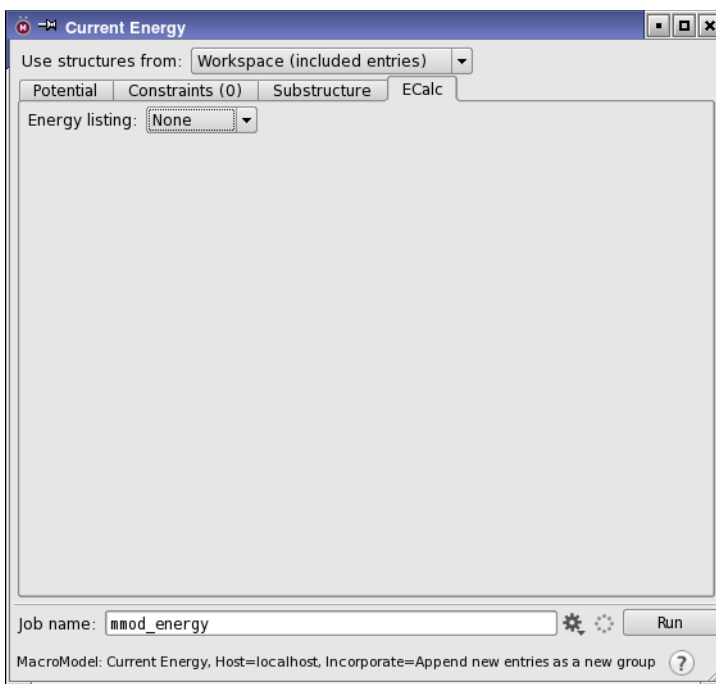 Current Energy
Use structures from: Workspace (included entries)
Potential Constraints (0) Substructure ECalc
Energy listing: None
Job name: mmod_energy Run
MacroModel: Current Energy, Host=localhost, Incorporate=Append new entries as a new group ?